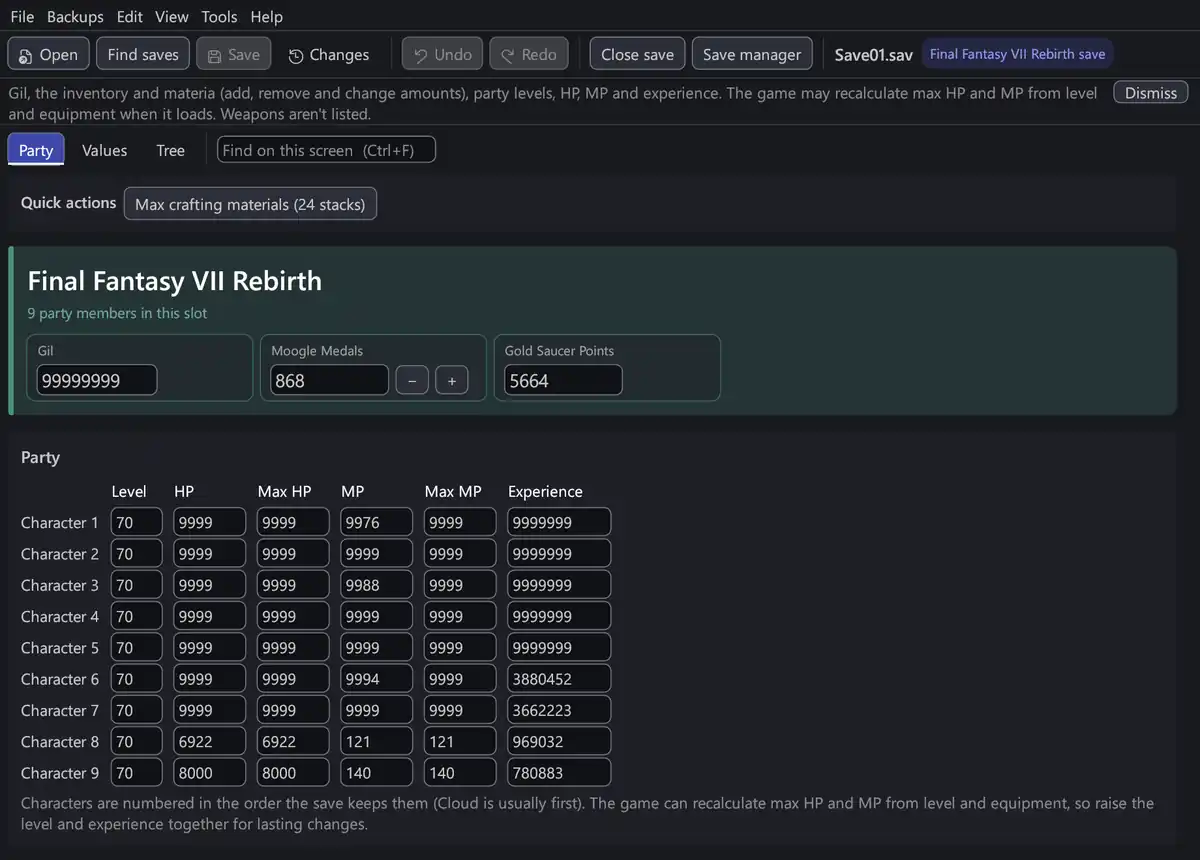 File Backups Edit View Tools Help
Open Find saves Save Changes Undo Redo Close save Save manager Save01.sav Final Fantasy VII Rebirth save
Gil, the inventory and materia (add, remove and change amounts), party levels, HP, MP and experience. The game may recalculate max HP and MP from level
and equipment when it loads. Weapons aren't listed.
Dismiss
Party Values Tree Find on this screen (Ctrl+F)
Quick actions Max crafting materials (24 stacks)
Final Fantasy VII Rebirth
9 party members in this slot
Gil Moogle Medals Gold Saucer Points
99999999 868 − + 5664
Party
Level HP Max HP MP Max MP Experience
Character 1 70 9999 9999 9976 9999 9999999
Character 2 70 9999 9999 9999 9999 9999999
Character 3 70 9999 9999 9988 9999 9999999
Character 4 70 9999 9999 9999 9999 9999999
Character 5 70 9999 9999 9999 9999 9999999
Character 6 70 9999 9999 9994 9999 3880452
Character 7 70 9999 9999 9999 9999 3662223
Character 8 70 6922 6922 121 121 969032
Character 9 70 8000 8000 140 140 780883
Characters are numbered in the order the save keeps them (Cloud is usually first). The game can recalculate max HP and MP from level and equipment, so raise the
level and experience together for lasting changes.